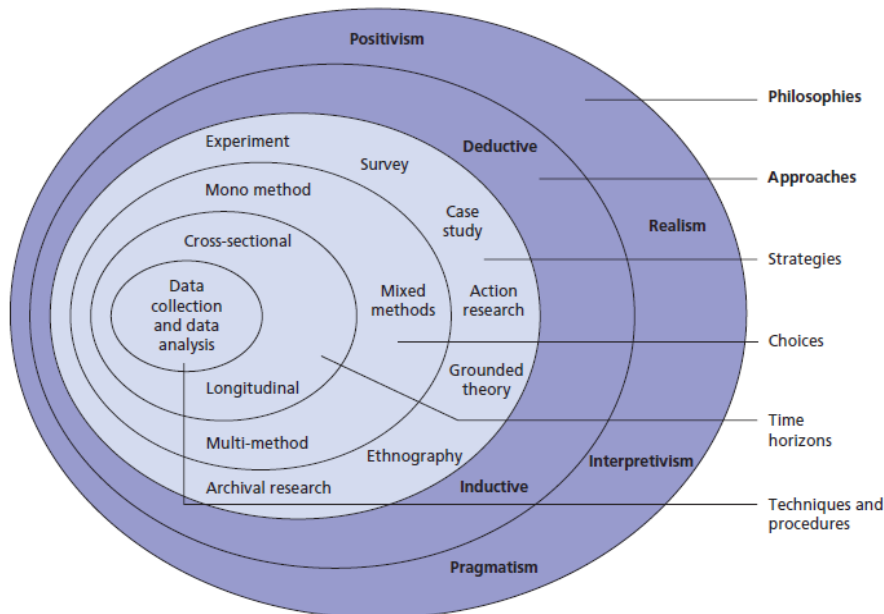 Positivism
Philosophies
Experiment
Deductive
Survey
Approaches
Mono method
Case
study
Realism
Cross-sectional
Strategies
Data
collection
and data
analysis
Mixed
methods
Action
research
Choices
Grounded
theory
Longitudinal
Time
horizons
Multi-method
Ethnography
Interpretivism
Archival research
Inductive
Techniques and
procedures
Pragmatism